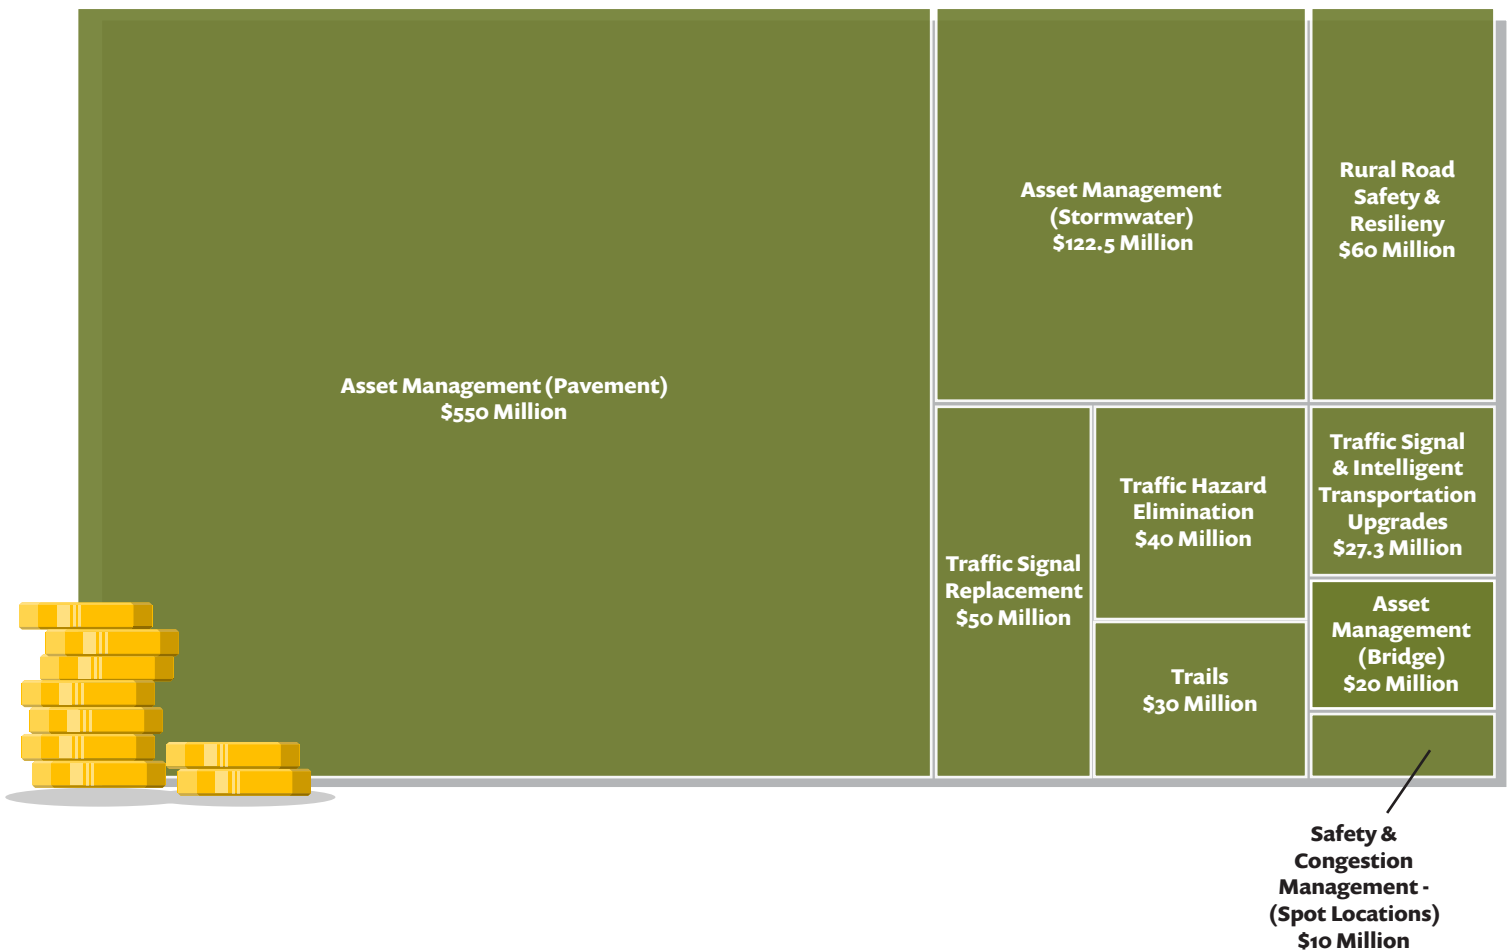 Asset Management (Pavement)
$550 Million
Asset Management
(Stormwater)
$122.5 Million
Rural Road
Safety &
Resilieny
$60 Million
Traffic Signal
Replacement
$50 Million
Traffic Hazard
Elimination
$40 Million
Trails
$30 Million
Traffic Signal
& Intelligent
Transportation
Upgrades
$27.3 Million
Asset
Management
(Bridge)
$20 Million
Safety &
Congestion
Management -
(Spot Locations)
$10 Million